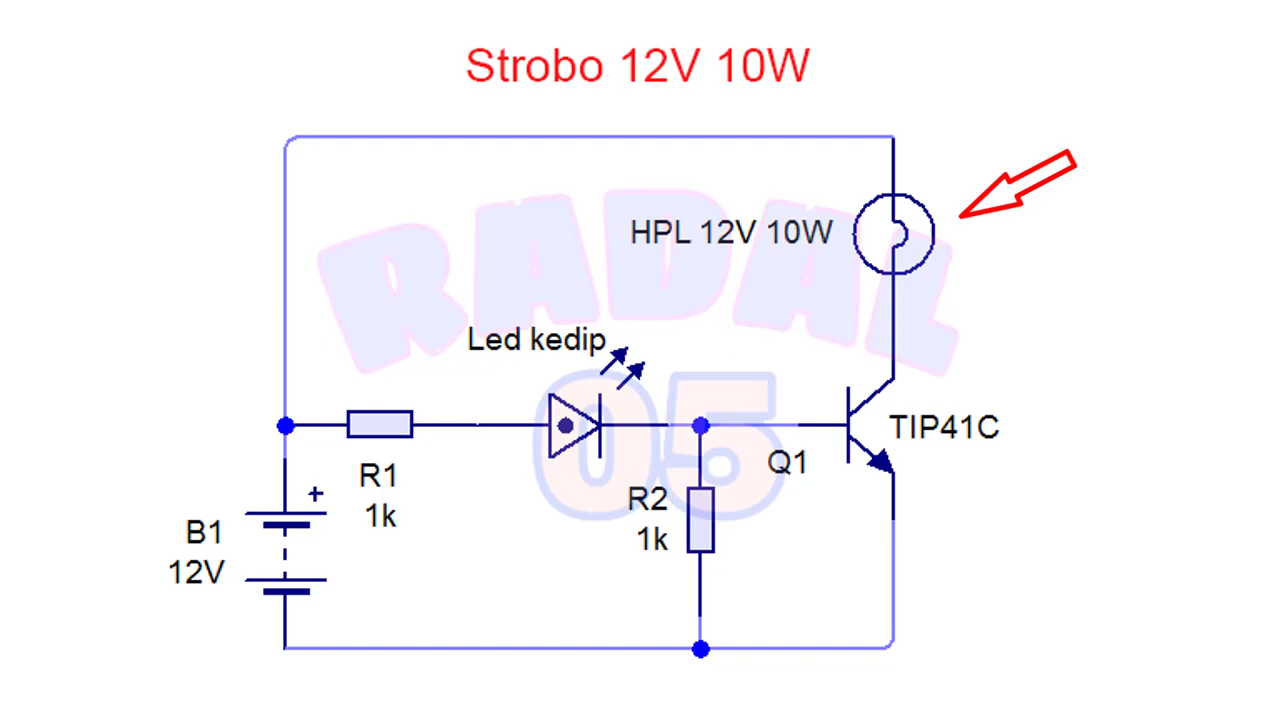 Strobo 12V 10W
HPL 12V 10W
RADAL
05
Led kedip
TIP41C
Q1
R1
1k
R2
1k
+
B1
12V